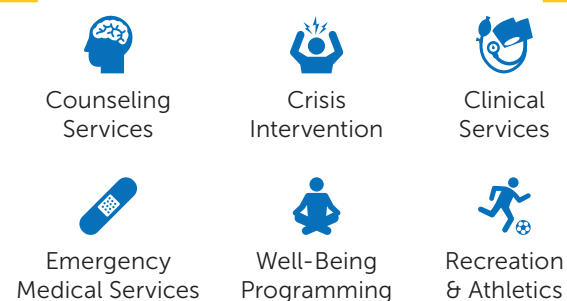 Counseling
Services
Crisis
Intervention
Clinical
Services
Emergency
Medical Services
Well-Being
Programming
Recreation
& Athletics